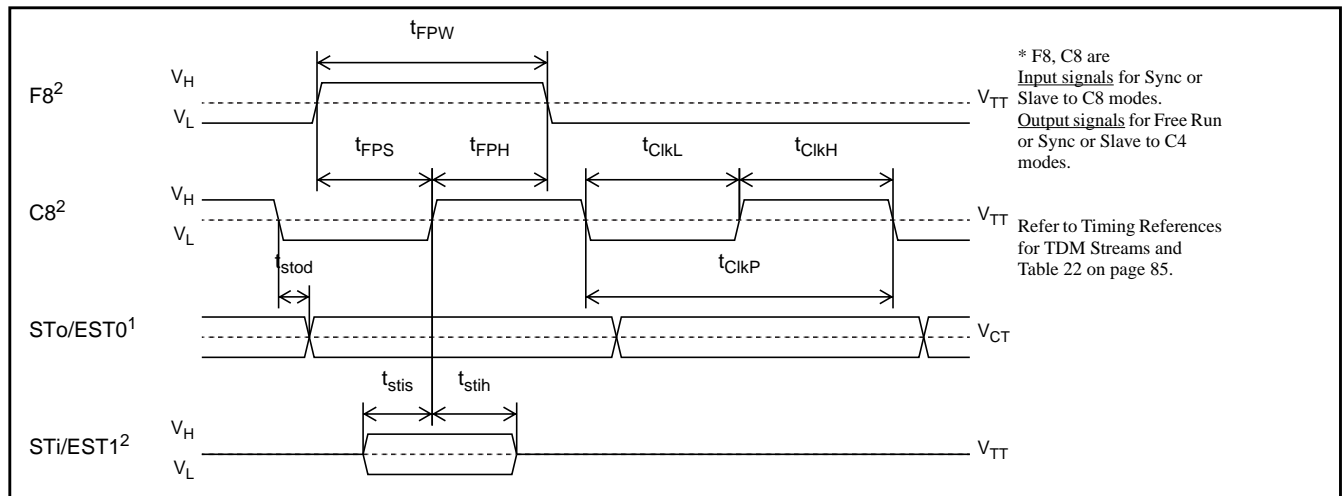 tFPW
* F8, C8 are
Input signals for Sync or
Slave to C8 modes.
Output signals for Free Run
or Sync or Slave to C4
modes.
F8²
VH
VL
VTT
tFPS
tFPH
tClkL
tClkH
C8²
VH
VL
VTT
Refer to Timing References
for TDM Streams and
Table 22 on page 85.
tstod
tClkP
STo/EST0¹
VCT
tstis
tstih
STi/EST1²
VH
VL
VTT